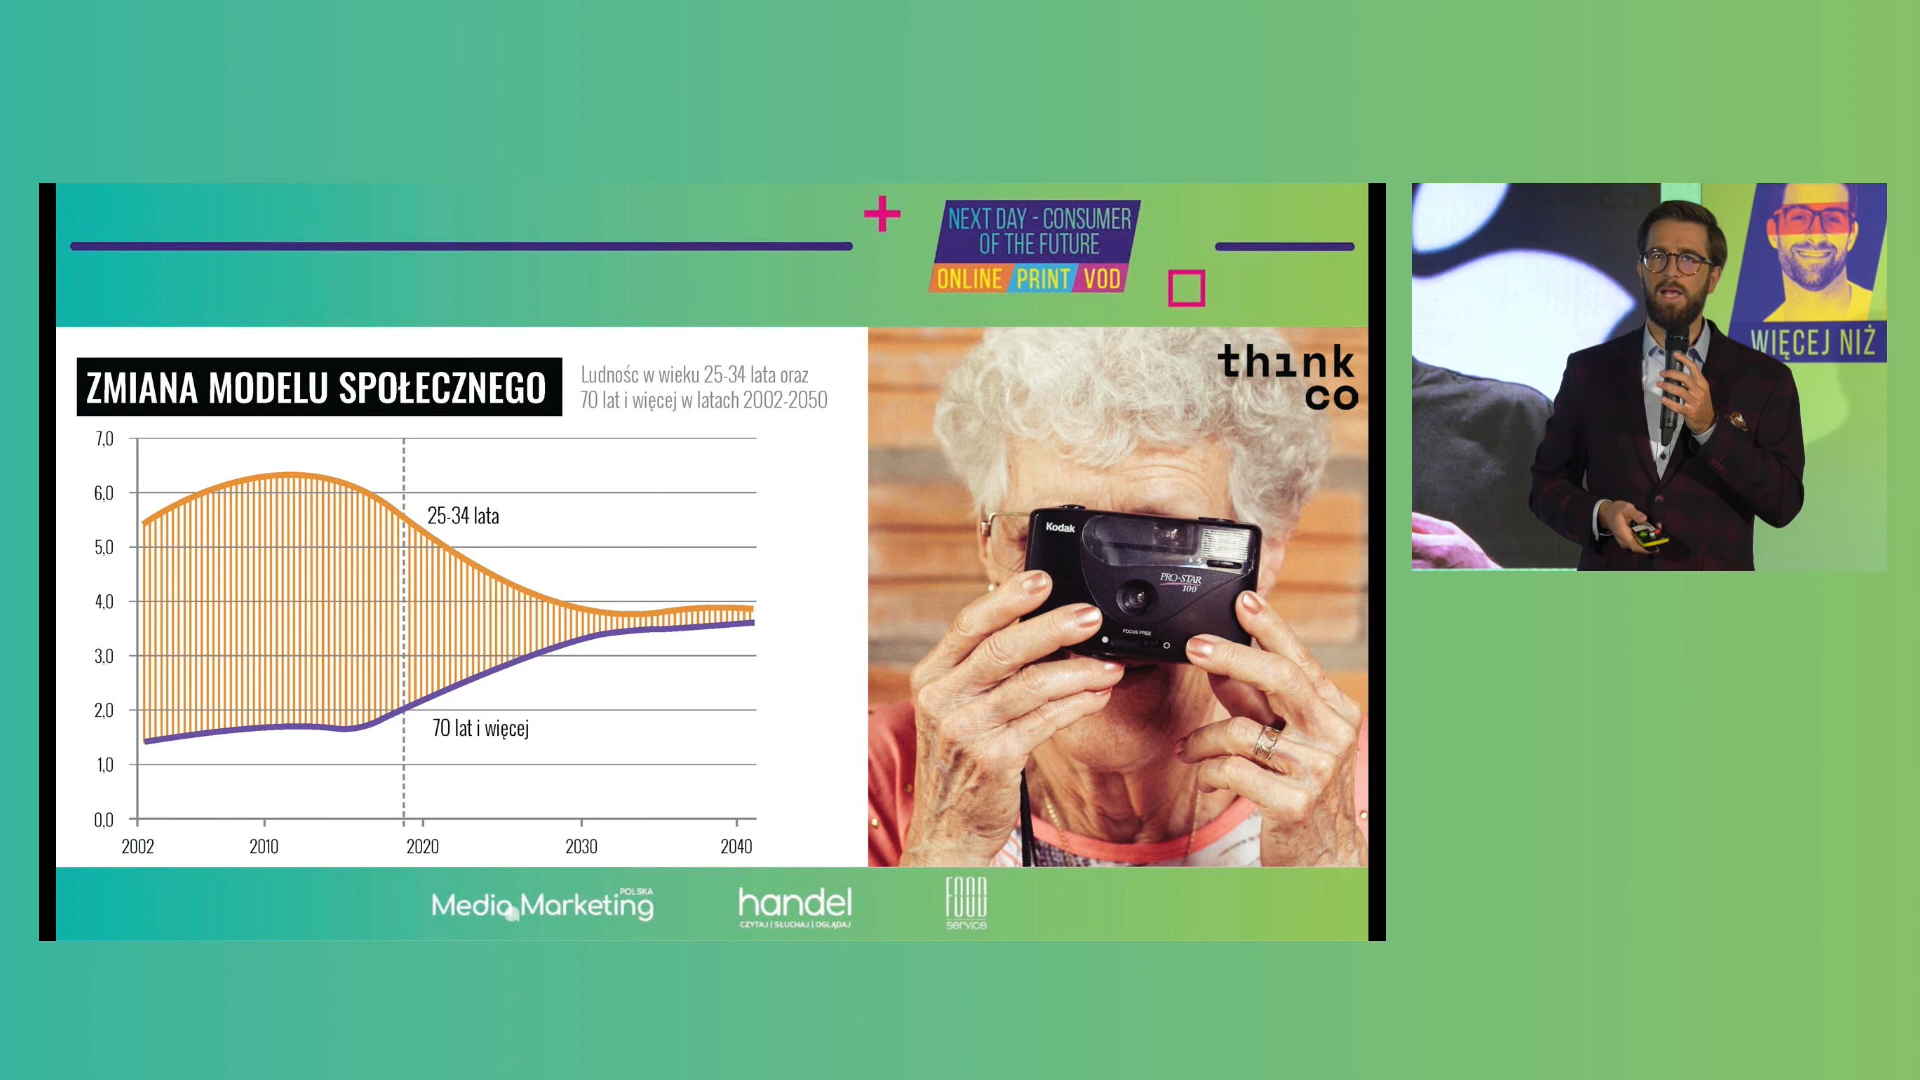 NEXT DAY - CONSUMER
OF THE FUTURE
ONLINE PRINT VOD
ZMIANA MODELU SPOŁECZNEGO
Ludnośc w wieku 25-34 lata oraz
70 lat i więcej w latach 2002-2050
7,0
6,0
5,0
4,0
3,0
2,0
1,0
0,0
25-34 lata
70 lat i więcej
2002
2010
2020
2030
2040
th1nk
co
Kodak
PRO·STAR
100
FOCUS FREE
WIĘCEJ NIŻ
Media Marketing
POLSKA
handel
CZYTAJ | SŁUCHAJ | OGLĄDAJ
FOOD
service